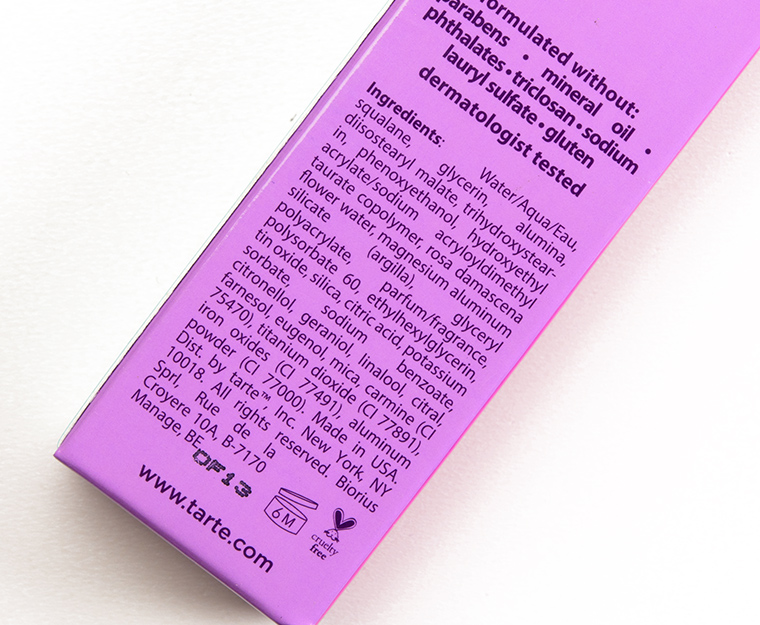 formulated without:
parabens • mineral oil •
phthalates • triclosan • sodium
lauryl sulfate • gluten
dermatologist tested
Ingredients: Water/Aqua/Eau,
squalane, glycerin, alumina,
diisostearyl malate, trihydroxystear-
in, phenoxyethanol, hydroxyethyl
acrylate/sodium acryloyldimethyl
taurate copolymer, rosa damascena
flower water, magnesium aluminum
silicate (argilla), glyceryl
polyacrylate, parfum/fragrance,
polysorbate 60, ethylhexylglycerin,
tin oxide, silica, citric acid, potassium
sorbate, sodium benzoate,
citronellol, geraniol, linalool, citral,
farnesol, eugenol, mica, carmine (CI
75470), titanium dioxide (CI 77891),
iron oxides (CI 77491), aluminum
powder (CI 77000). Made in USA.
Dist. by tarte™, Inc. New York, NY
10018. All rights reserved. Biorius
Sprl, Rue de la
Croyere 10A, B-7170
Manage, BE
OF13
6 M
cruelty
free
www.tarte.com